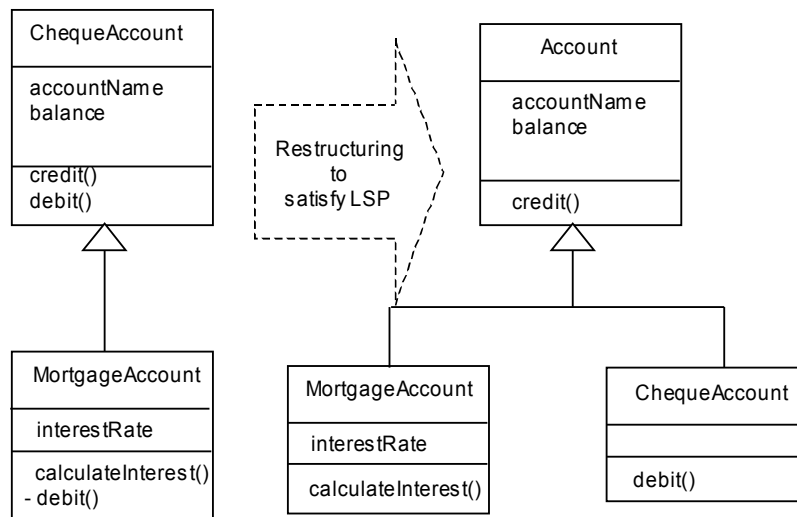 ChequeAccount
accountName
balance
credit()
debit()
MortgageAccount
interestRate
calculateInterest()
- debit()
Restructuring
to
satisfy LSP
Account
accountName
balance
credit()
MortgageAccount
interestRate
calculateInterest()
ChequeAccount
debit()